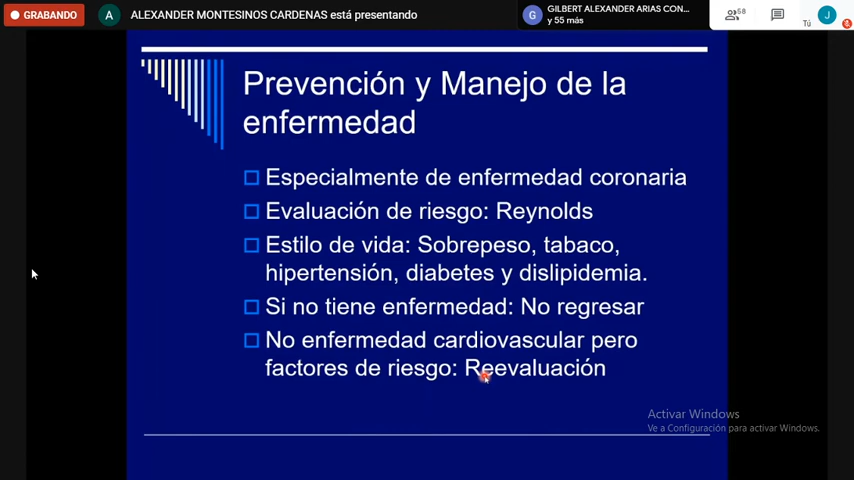 GRABANDO
A
ALEXANDER MONTESINOS CARDENAS está presentando
G
GILBERT ALEXANDER ARIAS CON...
y 55 más
58
Tú
J
Prevención y Manejo de la
enfermedad
Especialmente de enfermedad coronaria
Evaluación de riesgo: Reynolds
Estilo de vida: Sobrepeso, tabaco,
hipertensión, diabetes y dislipidemia.
Si no tiene enfermedad: No regresar
No enfermedad cardiovascular pero
factores de riesgo: Reevaluación
Activar Windows
Ve a Configuración para activar Windows.